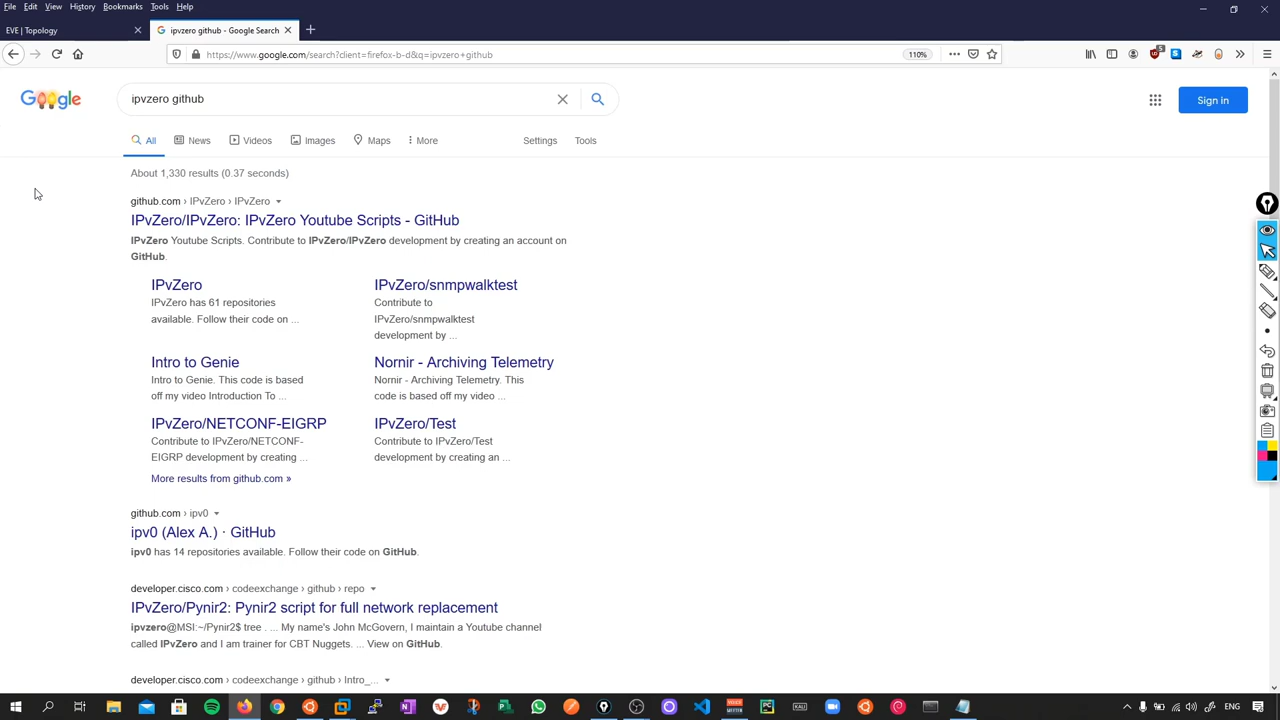 File Edit View History Bookmarks Tools Help
EVE | Topology
ipvzero github - Google Search
https://www.google.com/search?client=firefox-b-d&q=ipvzero+github
110%
Google
ipvzero github
Sign in
All News Videos Images Maps More Settings Tools
About 1,330 results (0.37 seconds)
github.com › IPvZero › IPvZero
IPvZero/IPvZero: IPvZero Youtube Scripts - GitHub
IPvZero Youtube Scripts. Contribute to IPvZero/IPvZero development by creating an account on
GitHub.
IPvZero
IPvZero has 61 repositories
available. Follow their code on ...
IPvZero/snmpwalktest
Contribute to
IPvZero/snmpwalktest
development by ...
Intro to Genie
Intro to Genie. This code is based
off my video Introduction To ...
Nornir - Archiving Telemetry
Nornir - Archiving Telemetry. This
code is based off my video ...
IPvZero/NETCONF-EIGRP
Contribute to IPvZero/NETCONF-
EIGRP development by creating ...
IPvZero/Test
Contribute to IPvZero/Test
development by creating an ...
More results from github.com »
github.com › ipv0
ipv0 (Alex A.) · GitHub
ipv0 has 14 repositories available. Follow their code on GitHub.
developer.cisco.com › codeexchange › github › repo
IPvZero/Pynir2: Pynir2 script for full network replacement
ipvzero@MSI:~/Pynir2$ tree . ... My name's John McGovern, I maintain a Youtube channel
called IPvZero and I am trainer for CBT Nuggets. ... View on GitHub.
developer.cisco.com › codeexchange › github › Intro_...
ENG